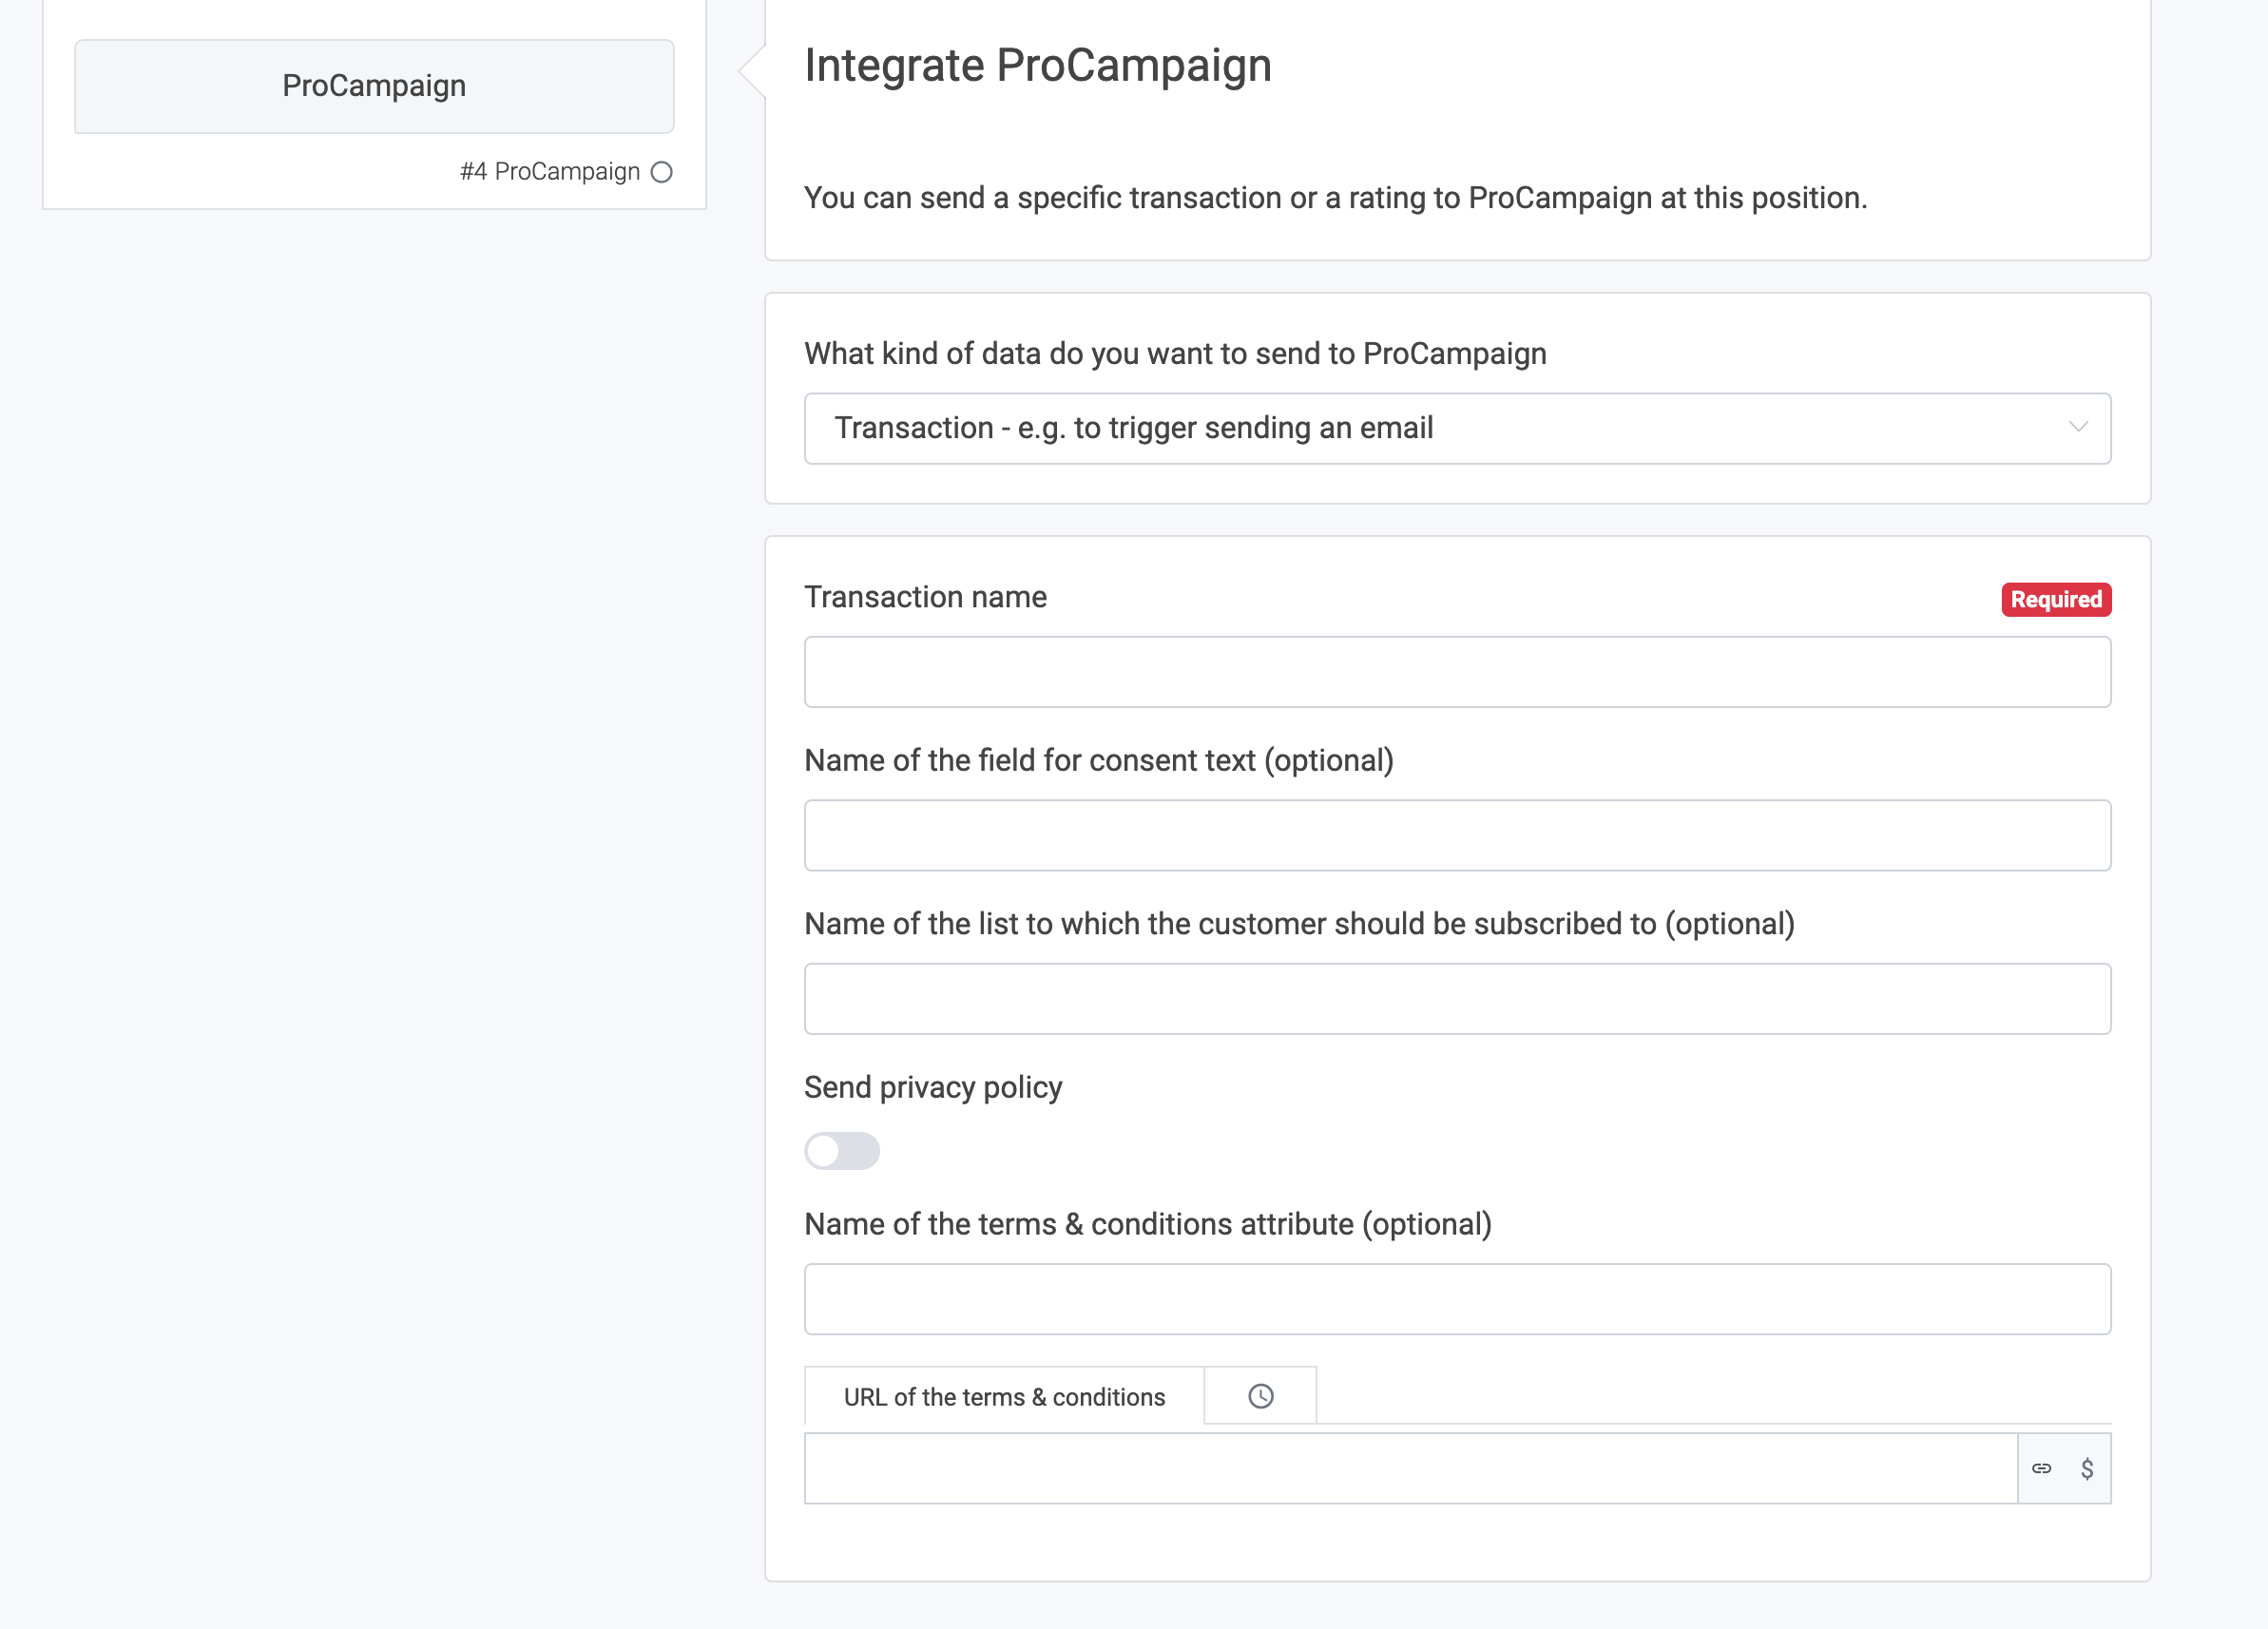 ProCampaign
#4 ProCampaign
Integrate ProCampaign
You can send a specific transaction or a rating to ProCampaign at this position.
What kind of data do you want to send to ProCampaign
Transaction - e.g. to trigger sending an email
Transaction name
Required
Name of the field for consent text (optional)
Name of the list to which the customer should be subscribed to (optional)
Send privacy policy
Name of the terms & conditions attribute (optional)
URL of the terms & conditions
$